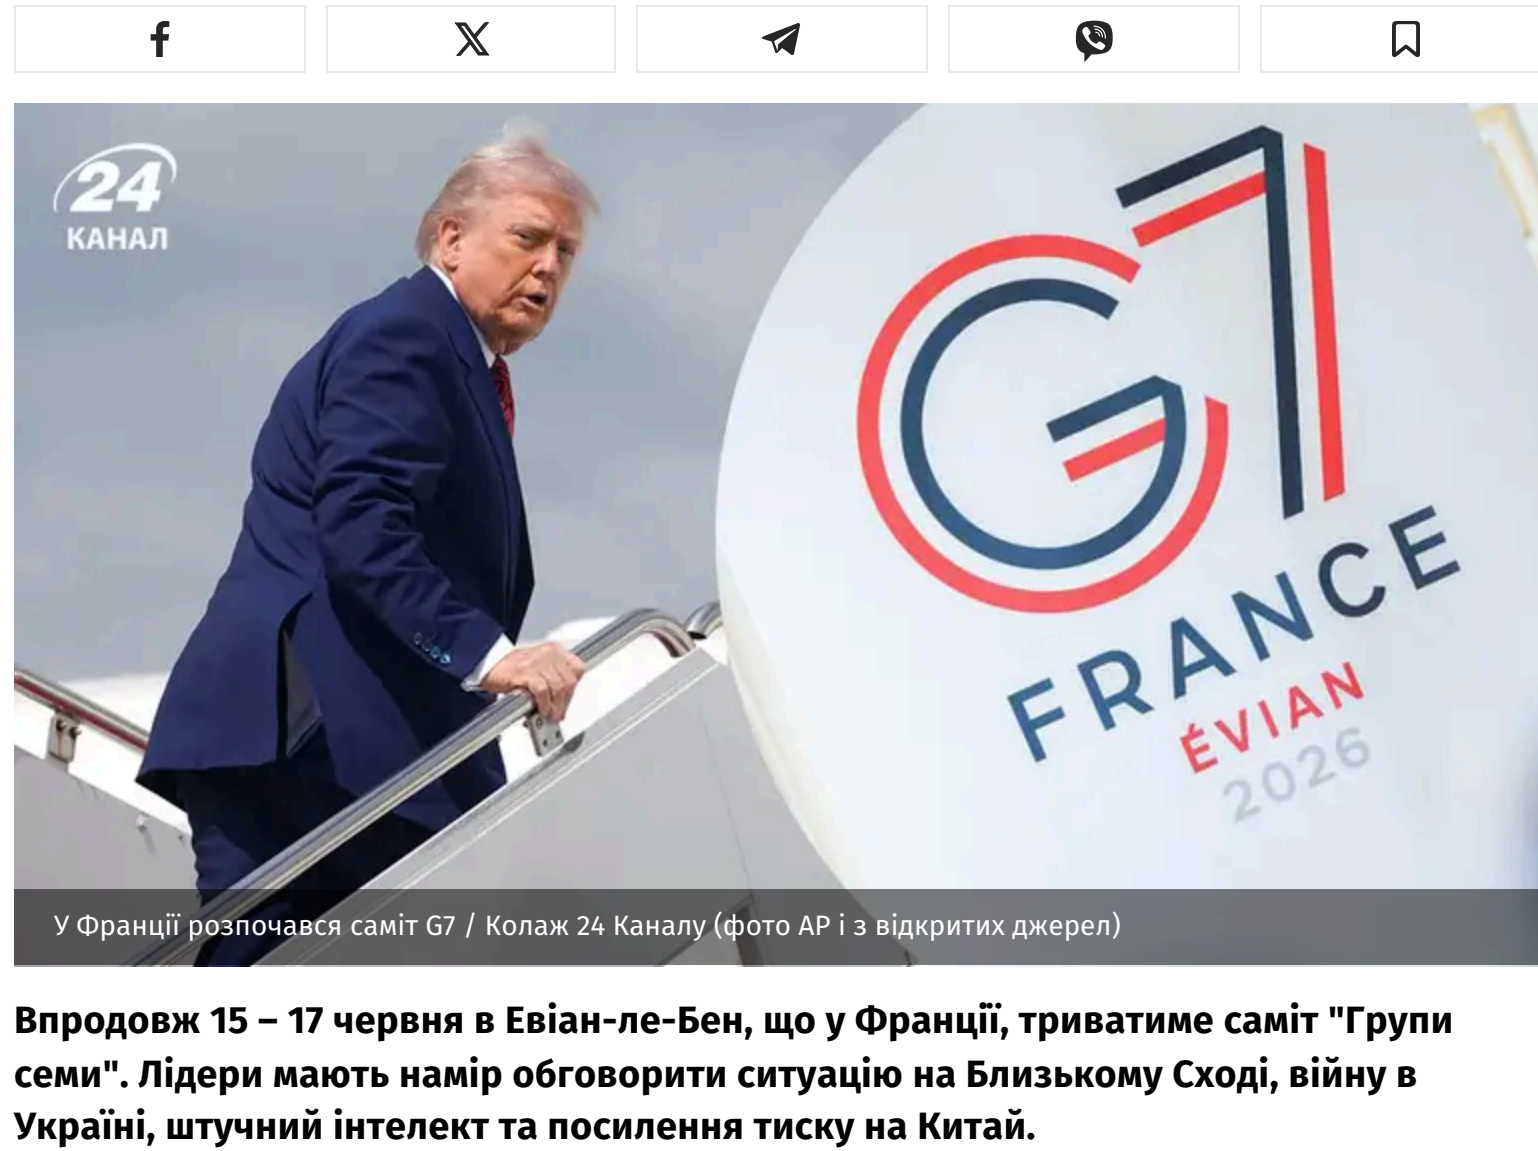 24
КАНАЛ
G7
FRANCE
ÉVIAN
2026
У Франції розпочався саміт G7 / Колаж 24 Каналу (фото AP і з відкритих джерел)
Впродовж 15 – 17 червня в Евіан-ле-Бен, що у Франції, триватиме саміт "Групи
семи". Лідери мають намір обговорити ситуацію на Близькому Сході, війну в
Україні, штучний інтелект та посилення тиску на Китай.